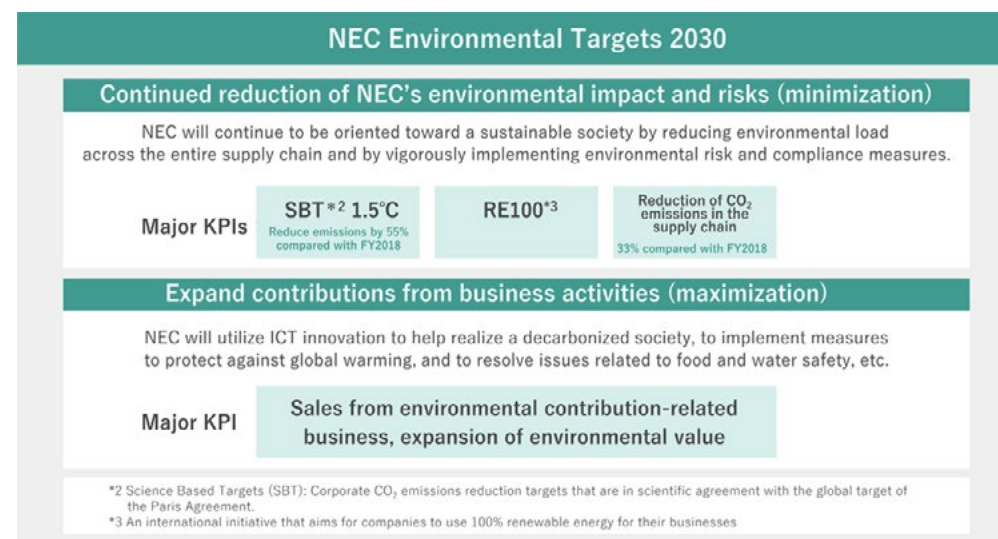 NEC Environmental Targets 2030
Continued reduction of NEC's environmental impact and risks (minimization)
NEC will continue to be oriented toward a sustainable society by reducing environmental load
across the entire supply chain and by vigorously implementing environmental risk and compliance measures.
Major KPIs
SBT*2 1.5℃
Reduce emissions by 55%
compared with FY2018
RE100*3
Reduction of CO₂
emissions in the
supply chain
33% compared with FY2018
Expand contributions from business activities (maximization)
NEC will utilize ICT innovation to help realize a decarbonized society, to implement measures
to protect against global warming, and to resolve issues related to food and water safety, etc.
Major KPI
Sales from environmental contribution-related
business, expansion of environmental value
*2 Science Based Targets (SBT): Corporate CO₂ emissions reduction targets that are in scientific agreement with the global target of
the Paris Agreement.
*3 An international initiative that aims for companies to use 100% renewable energy for their businesses